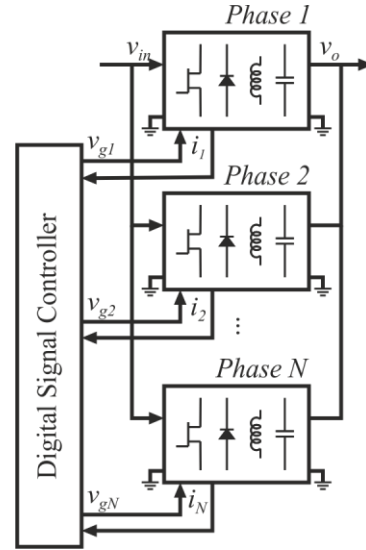 Phase 1
v_in
v_o
v_g1
i_1
Phase 2
v_g2
i_2
...
Phase N
v_gN
i_N
Digital Signal Controller